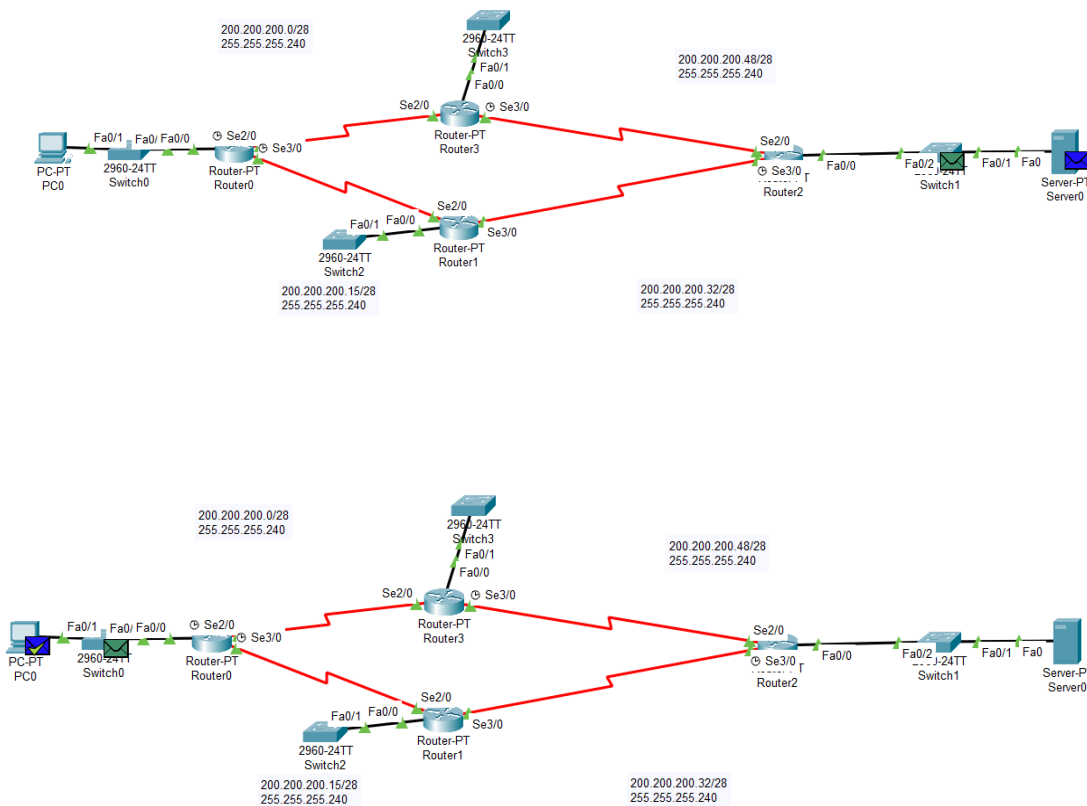 200.200.200.0/28
255.255.255.240
2960-24TT
Switch3
Fa0/1
Fa0/0
200.200.200.48/28
255.255.255.240
Se2/0
Se3/0
Router-PT
Router3
Fa0/1
Fa0/
Fa0/0
Se2/0
Se3/0
PC-PT
PC0
2960-24TT
Switch0
Router-PT
Router0
Se2/0
Se3/0
Router2
Fa0/0
Fa0/2
Switch1
Fa0/1
Fa0
Server-PT
Server0
Fa0/1
Fa0/0
Se2/0
Se3/0
Router-PT
Router1
2960-24TT
Switch2
200.200.200.15/28
255.255.255.240
200.200.200.32/28
255.255.255.240
200.200.200.0/28
255.255.255.240
2960-24TT
Switch3
Fa0/1
Fa0/0
200.200.200.48/28
255.255.255.240
Se2/0
Se3/0
Router-PT
Router3
Fa0/1
Fa0/
Fa0/0
Se2/0
Se3/0
PC-PT
PC0
2960-24TT
Switch0
Router-PT
Router0
Se2/0
Se3/0
Router2
Fa0/0
Fa0/2
Switch1
Fa0/1
Fa0
Server-P
Server0
Fa0/1
Fa0/0
Se2/0
Se3/0
Router-PT
Router1
2960-24TT
Switch2
200.200.200.15/28
255.255.255.240
200.200.200.32/28
255.255.255.240